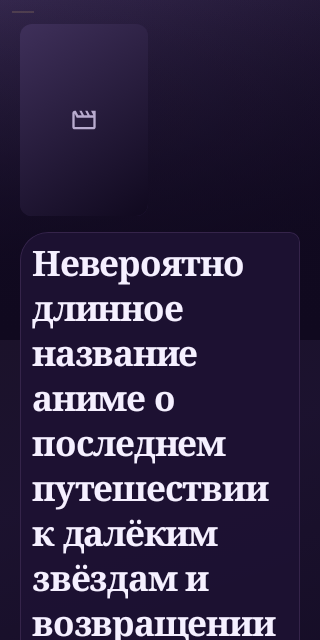 Невероятно
длинное
название
аниме о
последнем
путешествии
к далёким
звёздам и
возвращении